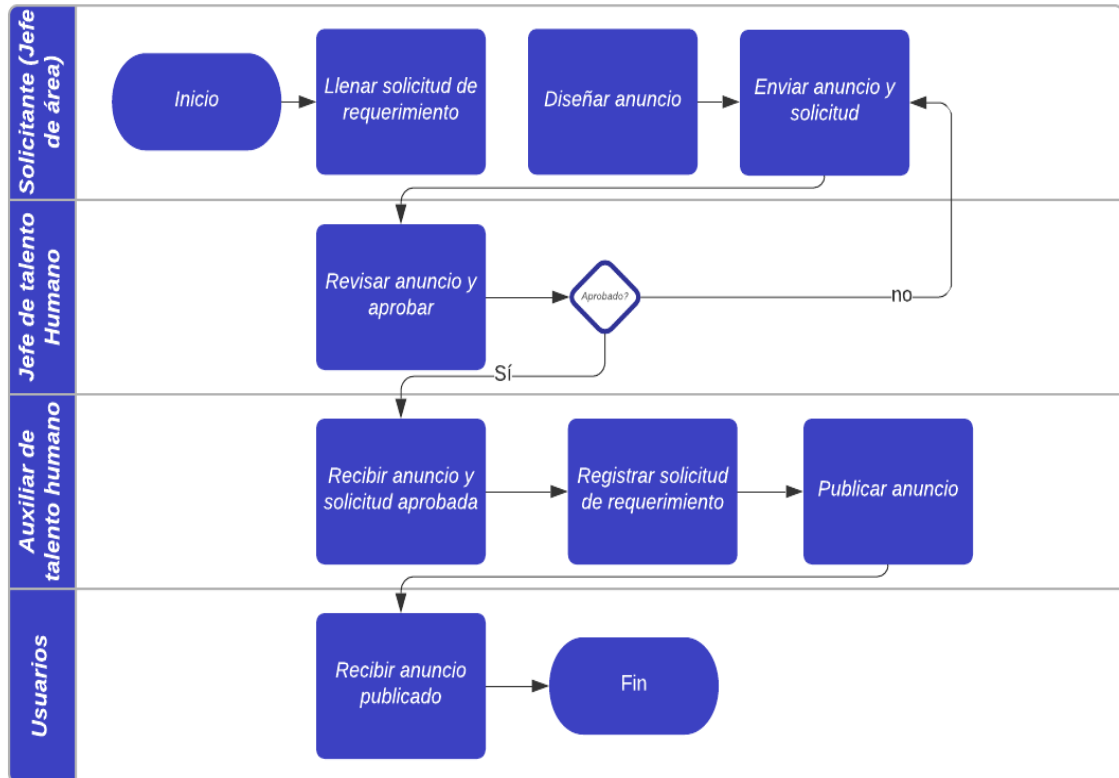 Solicitante (Jefe
de área)
Inicio
Llenar solicitud de
requerimiento
Diseñar anuncio
Enviar anuncio y
solicitud
Jefe de talento
Humano
Revisar anuncio y
aprobar
Aprobado?
no
Sí
Auxiliar de
talento humano
Recibir anuncio y
solicitud aprobada
Registrar solicitud
de requerimiento
Publicar anuncio
Usuarios
Recibir anuncio
publicado
Fin